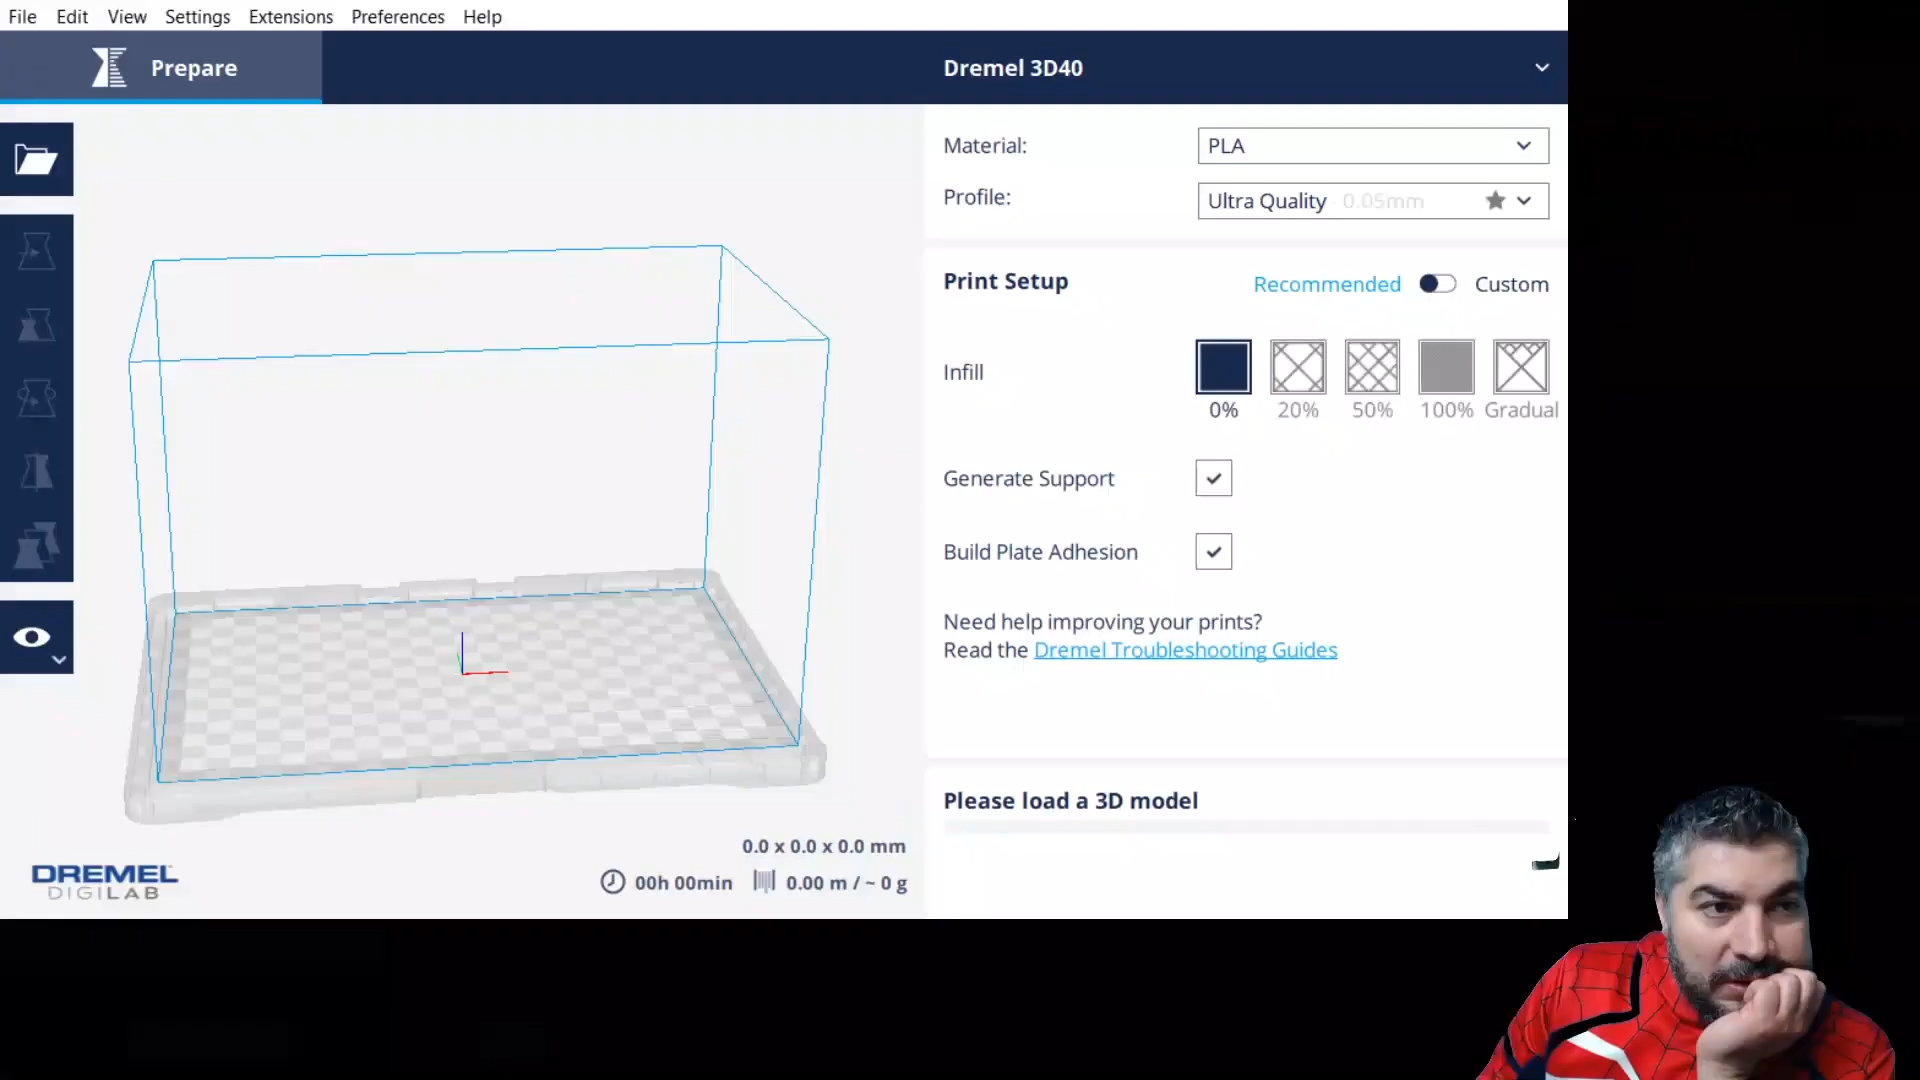 File Edit View Settings Extensions Preferences Help
Prepare
Dremel 3D40
Material:
PLA
Profile:
Ultra Quality - 0.05mm
Print Setup
Recommended
Custom
Infill
0%
20%
50%
100%
Gradual
Generate Support
Build Plate Adhesion
Need help improving your prints?
Read the Dremel Troubleshooting Guides
Please load a 3D model
0.0 x 0.0 x 0.0 mm
00h 00min
0.00 m / ~ 0 g
DREMEL
DIGILAB